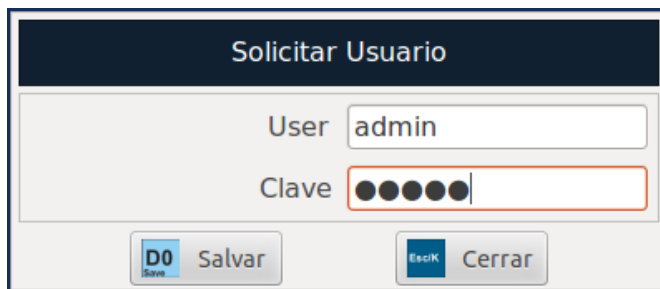 Solicitar Usuario
User admin
Clave ●●●●●
D0 Save Salvar Esc/K Cerrar